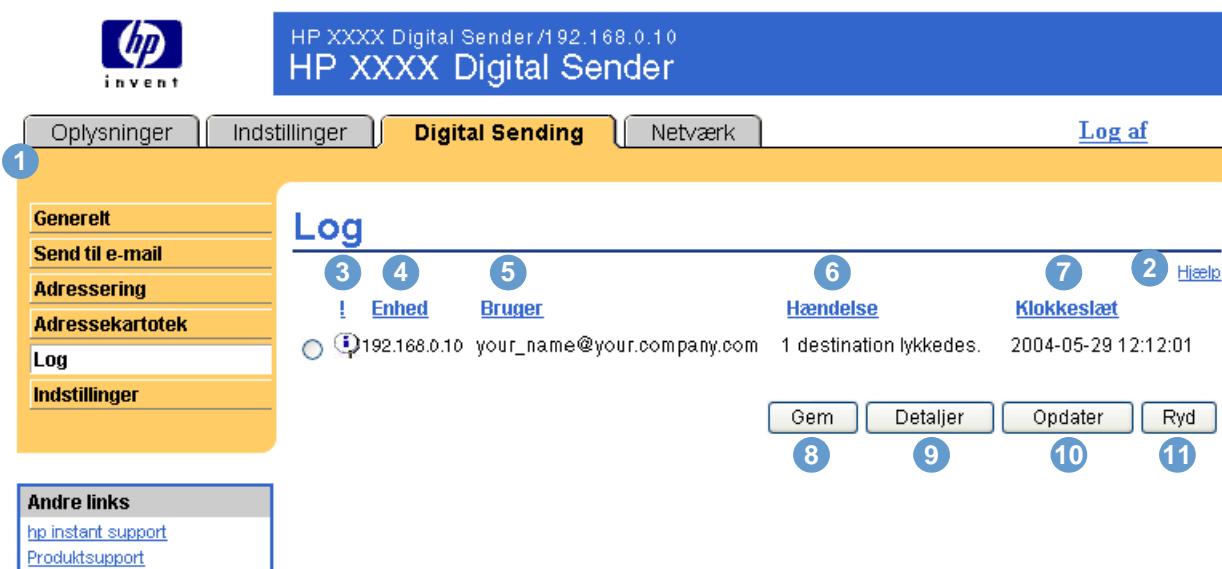 hp
invent
HP XXXX Digital Sender/192.168.0.10
HP XXXX Digital Sender
Oplysninger Indstillinger Digital Sending Netværk Log af
1
Generelt
Send til e-mail
Adressering
Adressekartotek
Log
Indstillinger
Andre links
hp instant support
Produktsupport
Log
3 4 5 6 7 2 Hjælp
! Enhed Bruger Hændelse Klokkeslæt
192.168.0.10 your_name@your.company.com 1 destination lykkedes. 2004-05-29 12:12:01
Gem Detaljer Opdater Ryd
8 9 10 11